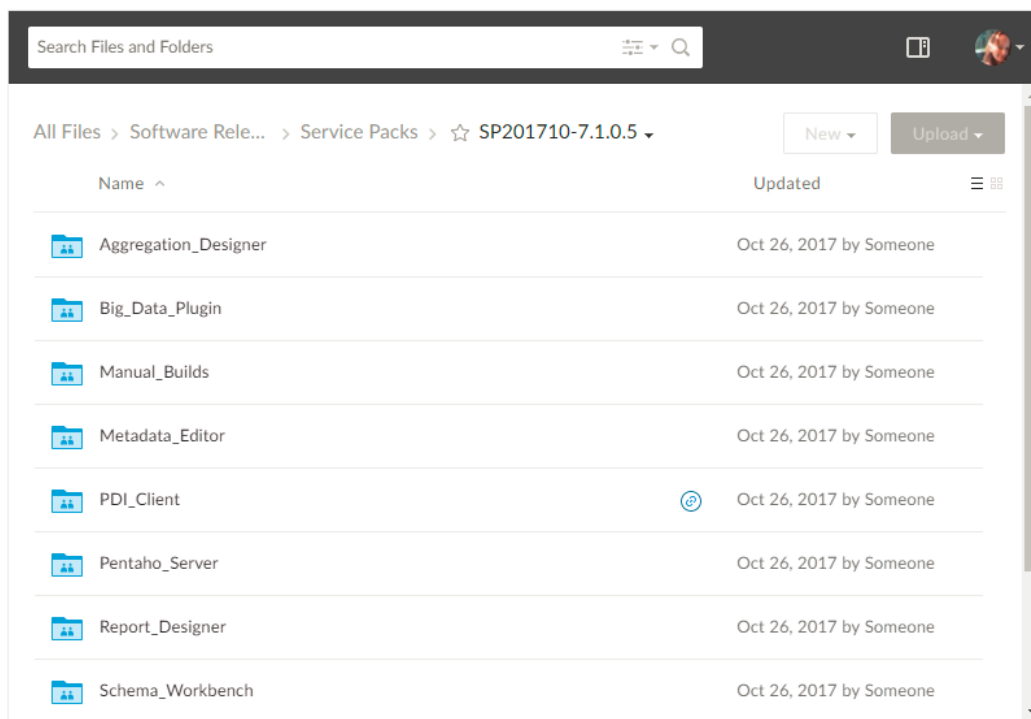 Search Files and Folders
All Files > Software Rele... > Service Packs > SP201710-7.1.0.5
New
Upload
Name Updated
Aggregation_Designer Oct 26, 2017 by Someone
Big_Data_Plugin Oct 26, 2017 by Someone
Manual_Builds Oct 26, 2017 by Someone
Metadata_Editor Oct 26, 2017 by Someone
PDI_Client Oct 26, 2017 by Someone
Pentaho_Server Oct 26, 2017 by Someone
Report_Designer Oct 26, 2017 by Someone
Schema_Workbench Oct 26, 2017 by Someone